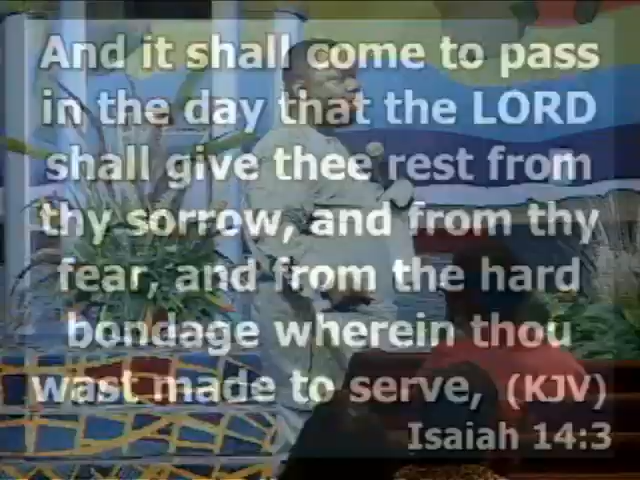 And it shall come to pass
in the day that the LORD
shall give thee rest from
thy sorrow, and from thy
fear, and from the hard
bondage wherein thou
wast made to serve, (KJV)
Isaiah 14:3